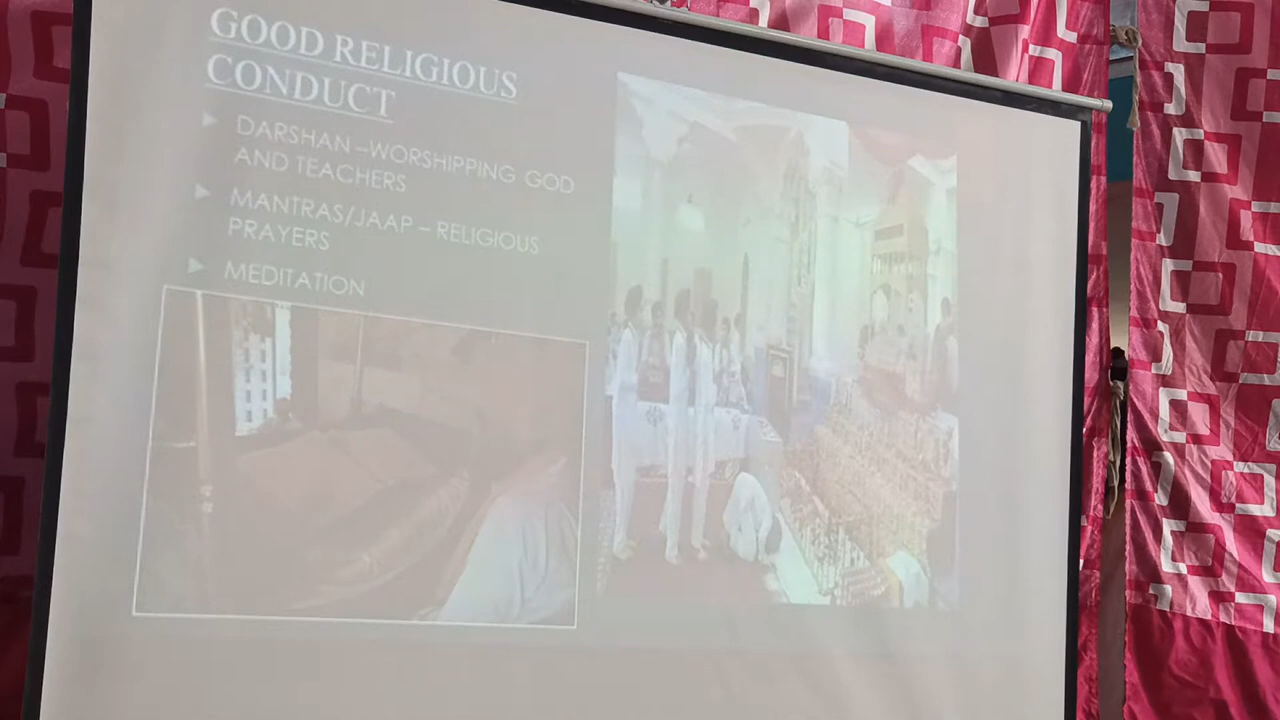 GOOD RELIGIOUS
CONDUCT
DARSHAN –WORSHIPPING GOD
AND TEACHERS
MANTRAS/JAAP – RELIGIOUS
PRAYERS
MEDITATION